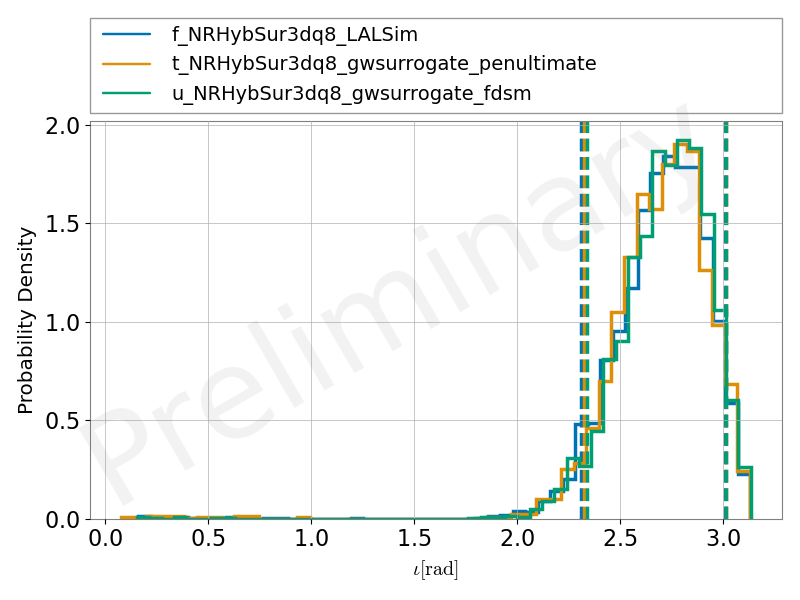 f_NRHybSur3dq8_LALSim
t_NRHybSur3dq8_gwsurrogate_penultimate
u_NRHybSur3dq8_gwsurrogate_fdsm
Preliminary
Probability Density
2.0
1.5
1.0
0.5
0.0
0.0 0.5 1.0 1.5 2.0 2.5 3.0
ι[rad]